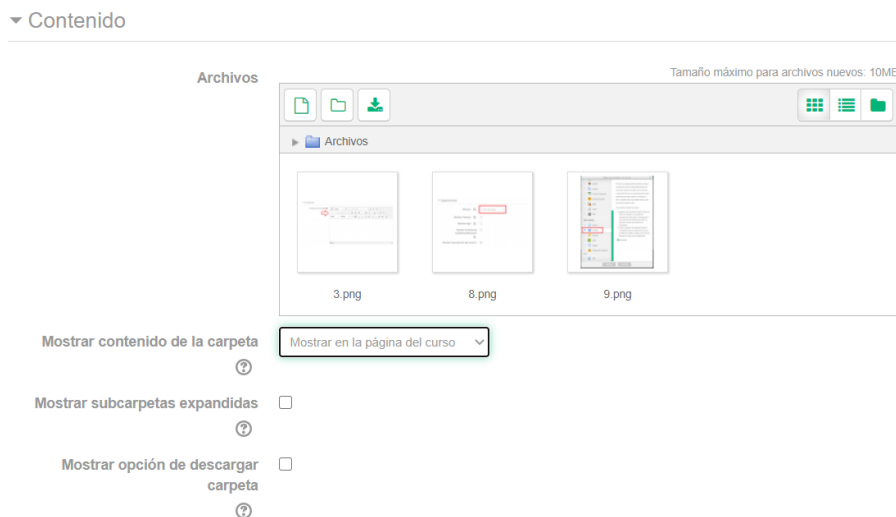 Contenido
Archivos
Tamaño máximo para archivos nuevos: 10MB
Archivos
3.png
8.png
9.png
Mostrar contenido de la carpeta
Mostrar en la página del curso
Mostrar subcarpetas expandidas
Mostrar opción de descargar
carpeta